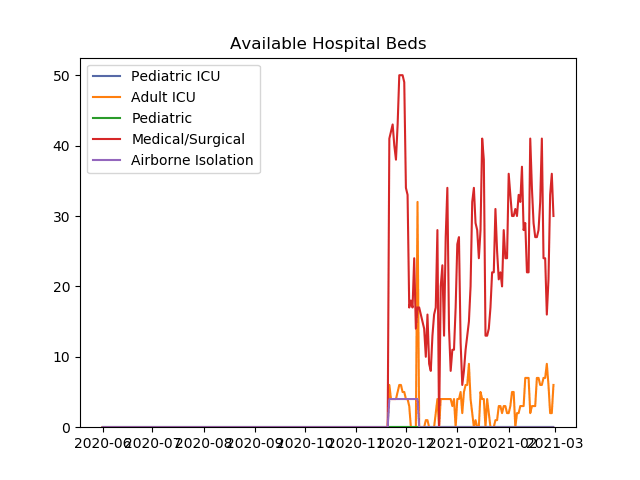 Available Hospital Beds
50
40
30
20
10
0
Pediatric ICU
Adult ICU
Pediatric
Medical/Surgical
Airborne Isolation
2020-06 2020-07 2020-08 2020-09 2020-10 2020-11 2020-12 2021-01 2021-02 2021-03